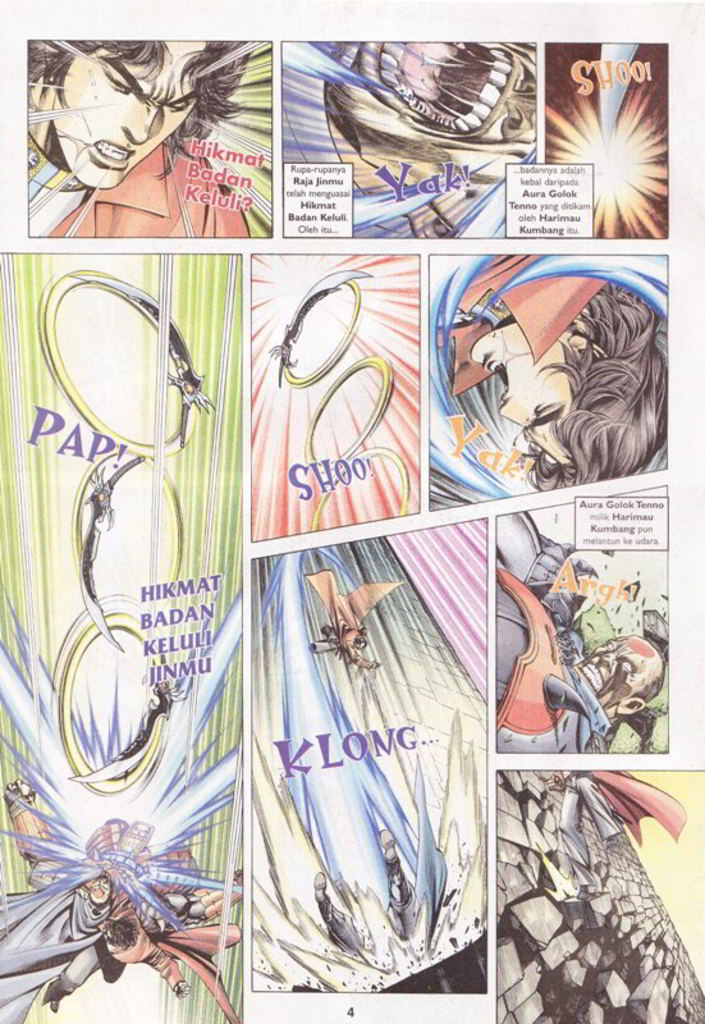 Hikmat
Badan
Keluli?
Rupa-rupanya
Raja Jinmu
telah menguasai
Hikmat
Badan Keluli.
Oleh itu...
Yak!
SHOO!
...badannya adalah
kebal daripada
Aura Golok
Tenno yang ditikam
oleh Harimau
Kumbang itu.
PAP!
HIKMAT
BADAN
KELULI
JINMU
SHOO!
Yak!
Aura Golok Tenno
milik Harimau
Kumbang pun
melantun ke udara.
KLONG...
Argh!
4